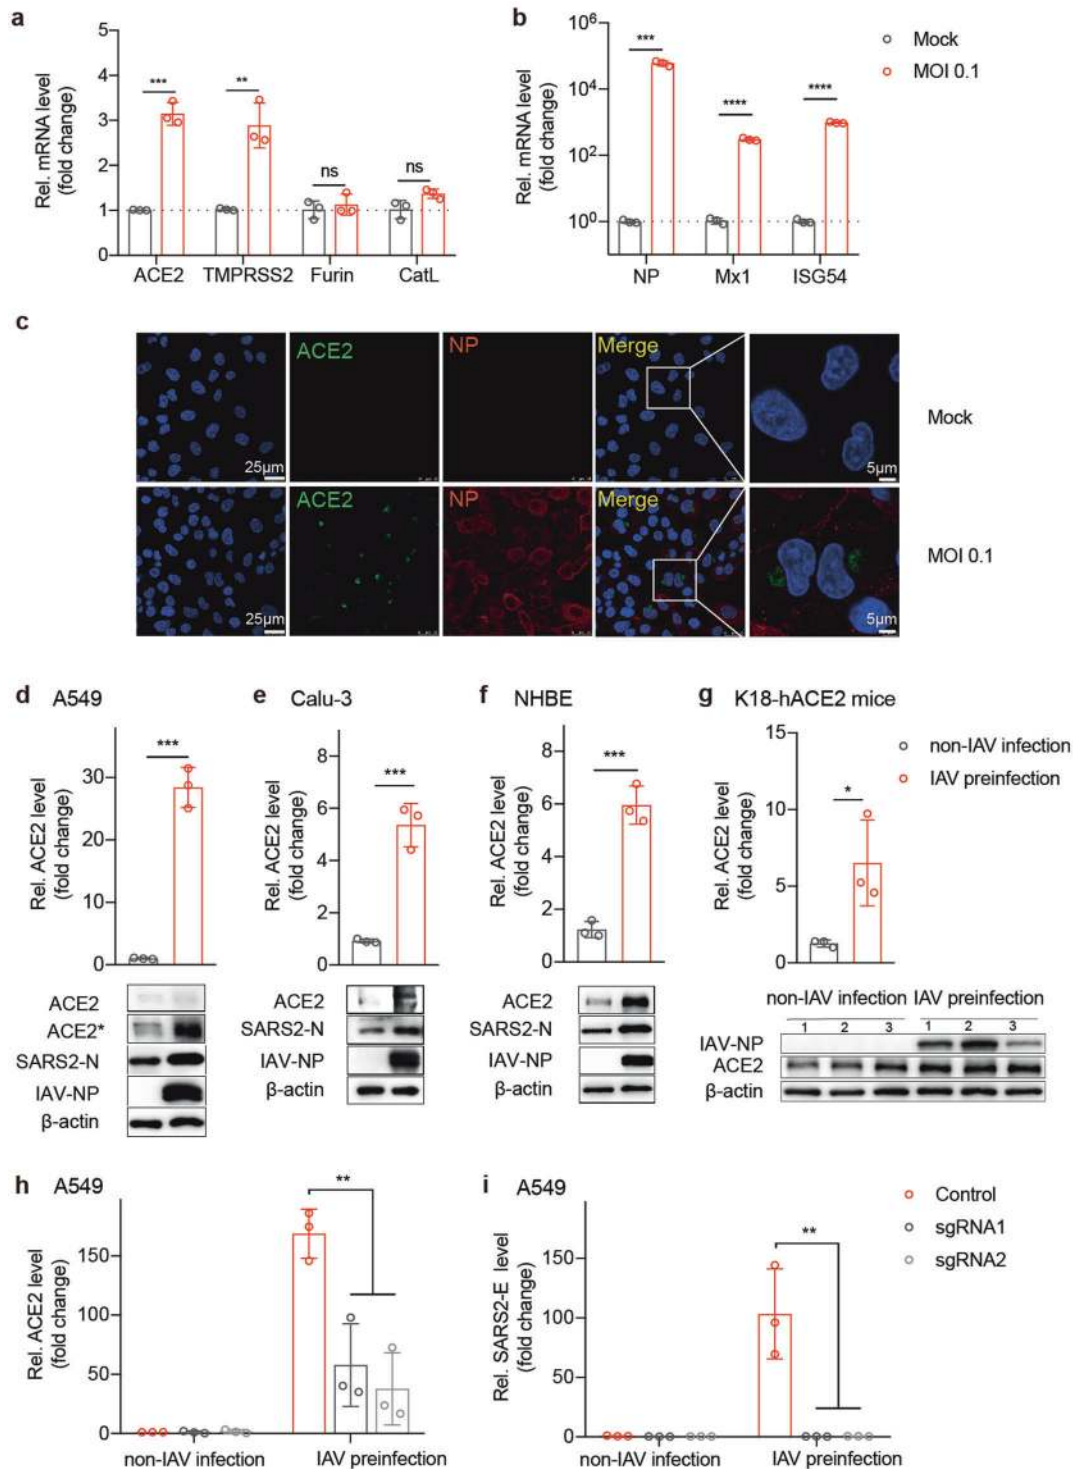 a
Rel. mRNA level
(fold change)
5
4
3
2
1
0
***
**
ns
ns
ACE2 TMPRSS2 Furin CatL
b
Rel. mRNA level
(fold change)
10⁶
10⁴
10²
10⁰
***
****
****
NP Mx1 ISG54
Mock
MOI 0.1
c
ACE2 NP Merge
25μm 5μm
Mock
ACE2 NP Merge
25μm 5μm
MOI 0.1
d A549
Rel. ACE2 level
(fold change)
30
20
10
0
***
ACE2
ACE2*
SARS2-N
IAV-NP
β-actin
e Calu-3
Rel. ACE2 level
(fold change)
8
6
4
2
0
***
ACE2
SARS2-N
IAV-NP
β-actin
f NHBE
Rel. ACE2 level
(fold change)
8
6
4
2
0
***
ACE2
SARS2-N
IAV-NP
β-actin
g K18-hACE2 mice
Rel. ACE2 level
(fold change)
15
10
5
0
*
non-IAV infection
IAV preinfection
non-IAV infection IAV preinfection
1 2 3 1 2 3
IAV-NP
ACE2
β-actin
h A549
Rel. ACE2 level
(fold change)
150
100
50
0
**
non-IAV infection IAV preinfection
i A549
Rel. SARS2-E level
(fold change)
150
100
50
0
**
non-IAV infection IAV preinfection
Control
sgRNA1
sgRNA2